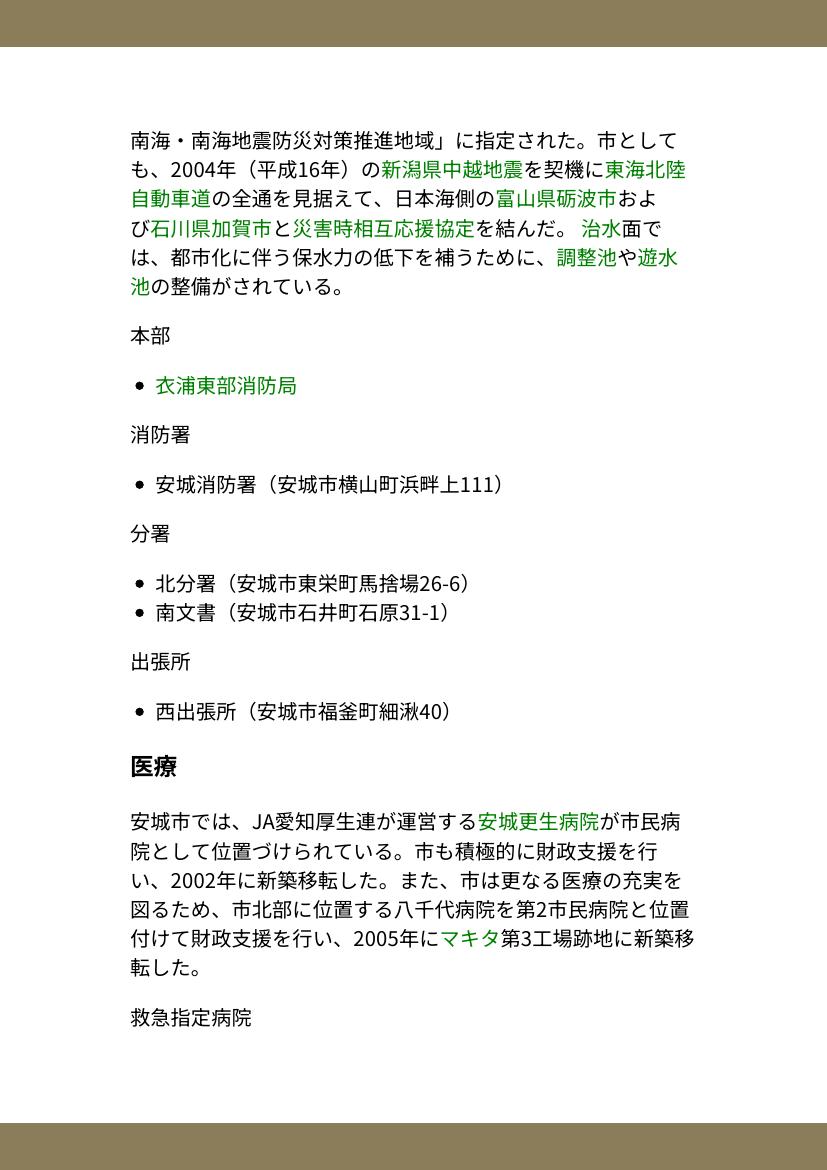 南海・南海地震防災対策推進地域」に指定された。市として
も、2004年（平成16年）の新潟県中越地震を契機に東海北陸
自動車道の全通を見据えて、日本海側の富山県砺波市およ
び石川県加賀市と災害時相互応援協定を結んだ。 治水面で
は、都市化に伴う保水力の低下を補うために、調整池や遊水
池の整備がされている。
本部
• 衣浦東部消防局
消防署
• 安城消防署（安城市横山町浜畔上111）
分署
• 北分署（安城市東栄町馬捨場26-6）
• 南文書（安城市石井町石原31-1）
出張所
• 西出張所（安城市福釜町細湫40）
医療
安城市では、JA愛知厚生連が運営する安城更生病院が市民病
院として位置づけられている。市も積極的に財政支援を行
い、2002年に新築移転した。また、市は更なる医療の充実を
図るため、市北部に位置する八千代病院を第2市民病院と位置
付けて財政支援を行い、2005年にマキタ第3工場跡地に新築移
転した。
救急指定病院